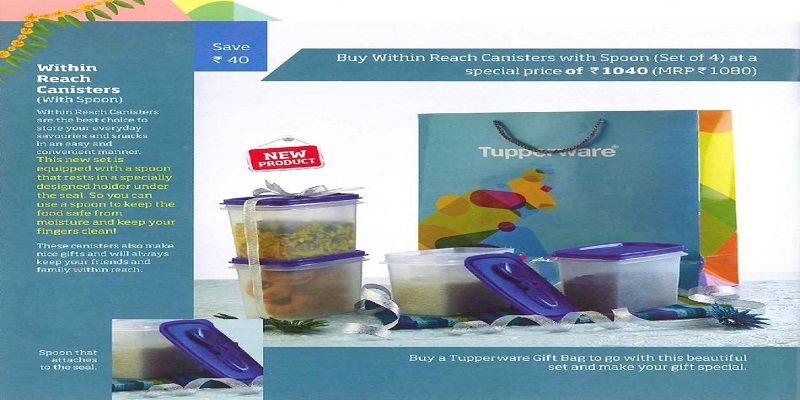 Save
₹ 40
Within
Reach
Canisters
(With Spoon)
Within Reach Canisters
are the best choice to
store your everyday
savouries and snacks
in an easy and
convenient manner.
This new set is
equipped with a spoon
that rests in a specially
designed holder under
the seal. So you can
use a spoon to keep the
food safe from
moisture and keep your
fingers clean!
These canisters also make
nice gifts and will always
keep your friends and
family within reach.
Spoon that
attaches
to the seal.
Buy Within Reach Canisters with Spoon (Set of 4) at a
special price of ₹1040 (MRP ₹ 1080)
NEW
PRODUCT
Tupperware®
Buy a Tupperware Gift Bag to go with this beautiful
set and make your gift special.